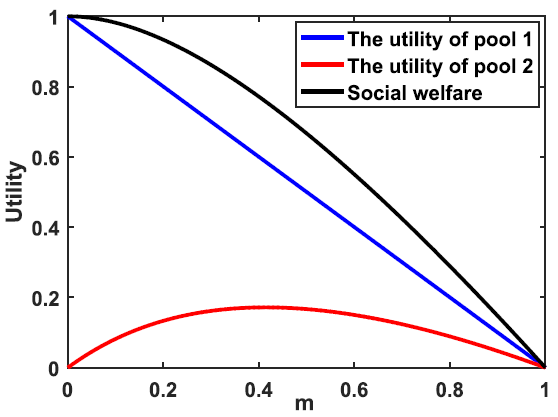 The utility of pool 1
The utility of pool 2
Social welfare
Utility
1
0.8
0.6
0.4
0.2
0
0 0.2 0.4 0.6 0.8 1
m